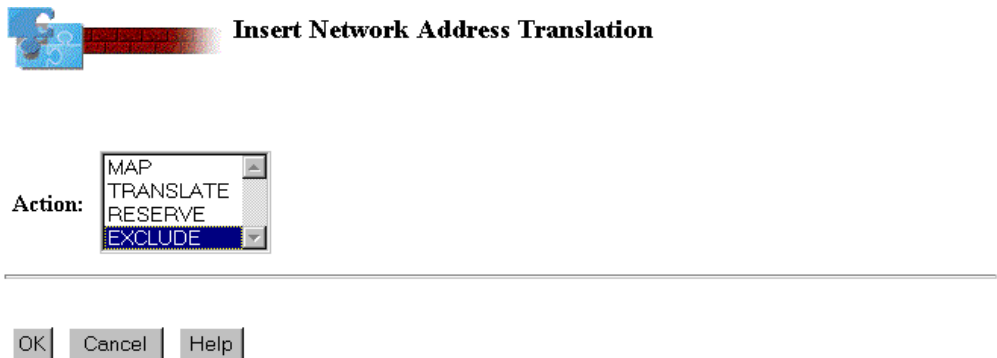 Insert Network Address Translation
Action:
MAP
TRANSLATE
RESERVE
EXCLUDE
OK Cancel Help